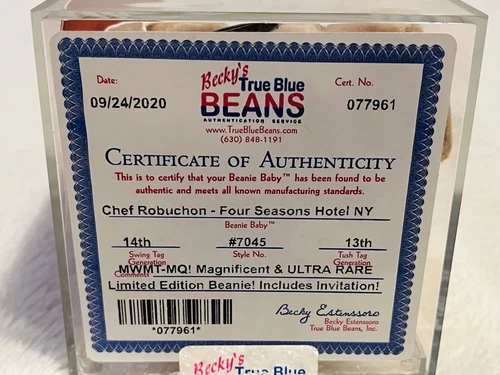 Becky's
True Blue
BEANS
AUTHENTICATION SERVICE
www.TrueBlueBeans.com
(630) 848-1191
Date:
09/24/2020
Cert. No.
077961
CERTIFICATE OF AUTHENTICITY
This is to certify that your Beanie Baby™ has been found to be
authentic and meets all known manufacturing standards.
Chef Robuchon - Four Seasons Hotel NY
Beanie Baby™
14th #7045 13th
Swing Tag Generation Style No. Tush Tag Generation
Comments
MWMT-MQ! Magnificent & ULTRA RARE
Limited Edition Beanie! Includes Invitation!
*077961*
Becky Estenssoro
Becky Estenssoro
True Blue Beans, Inc.
Becky's
True Blue